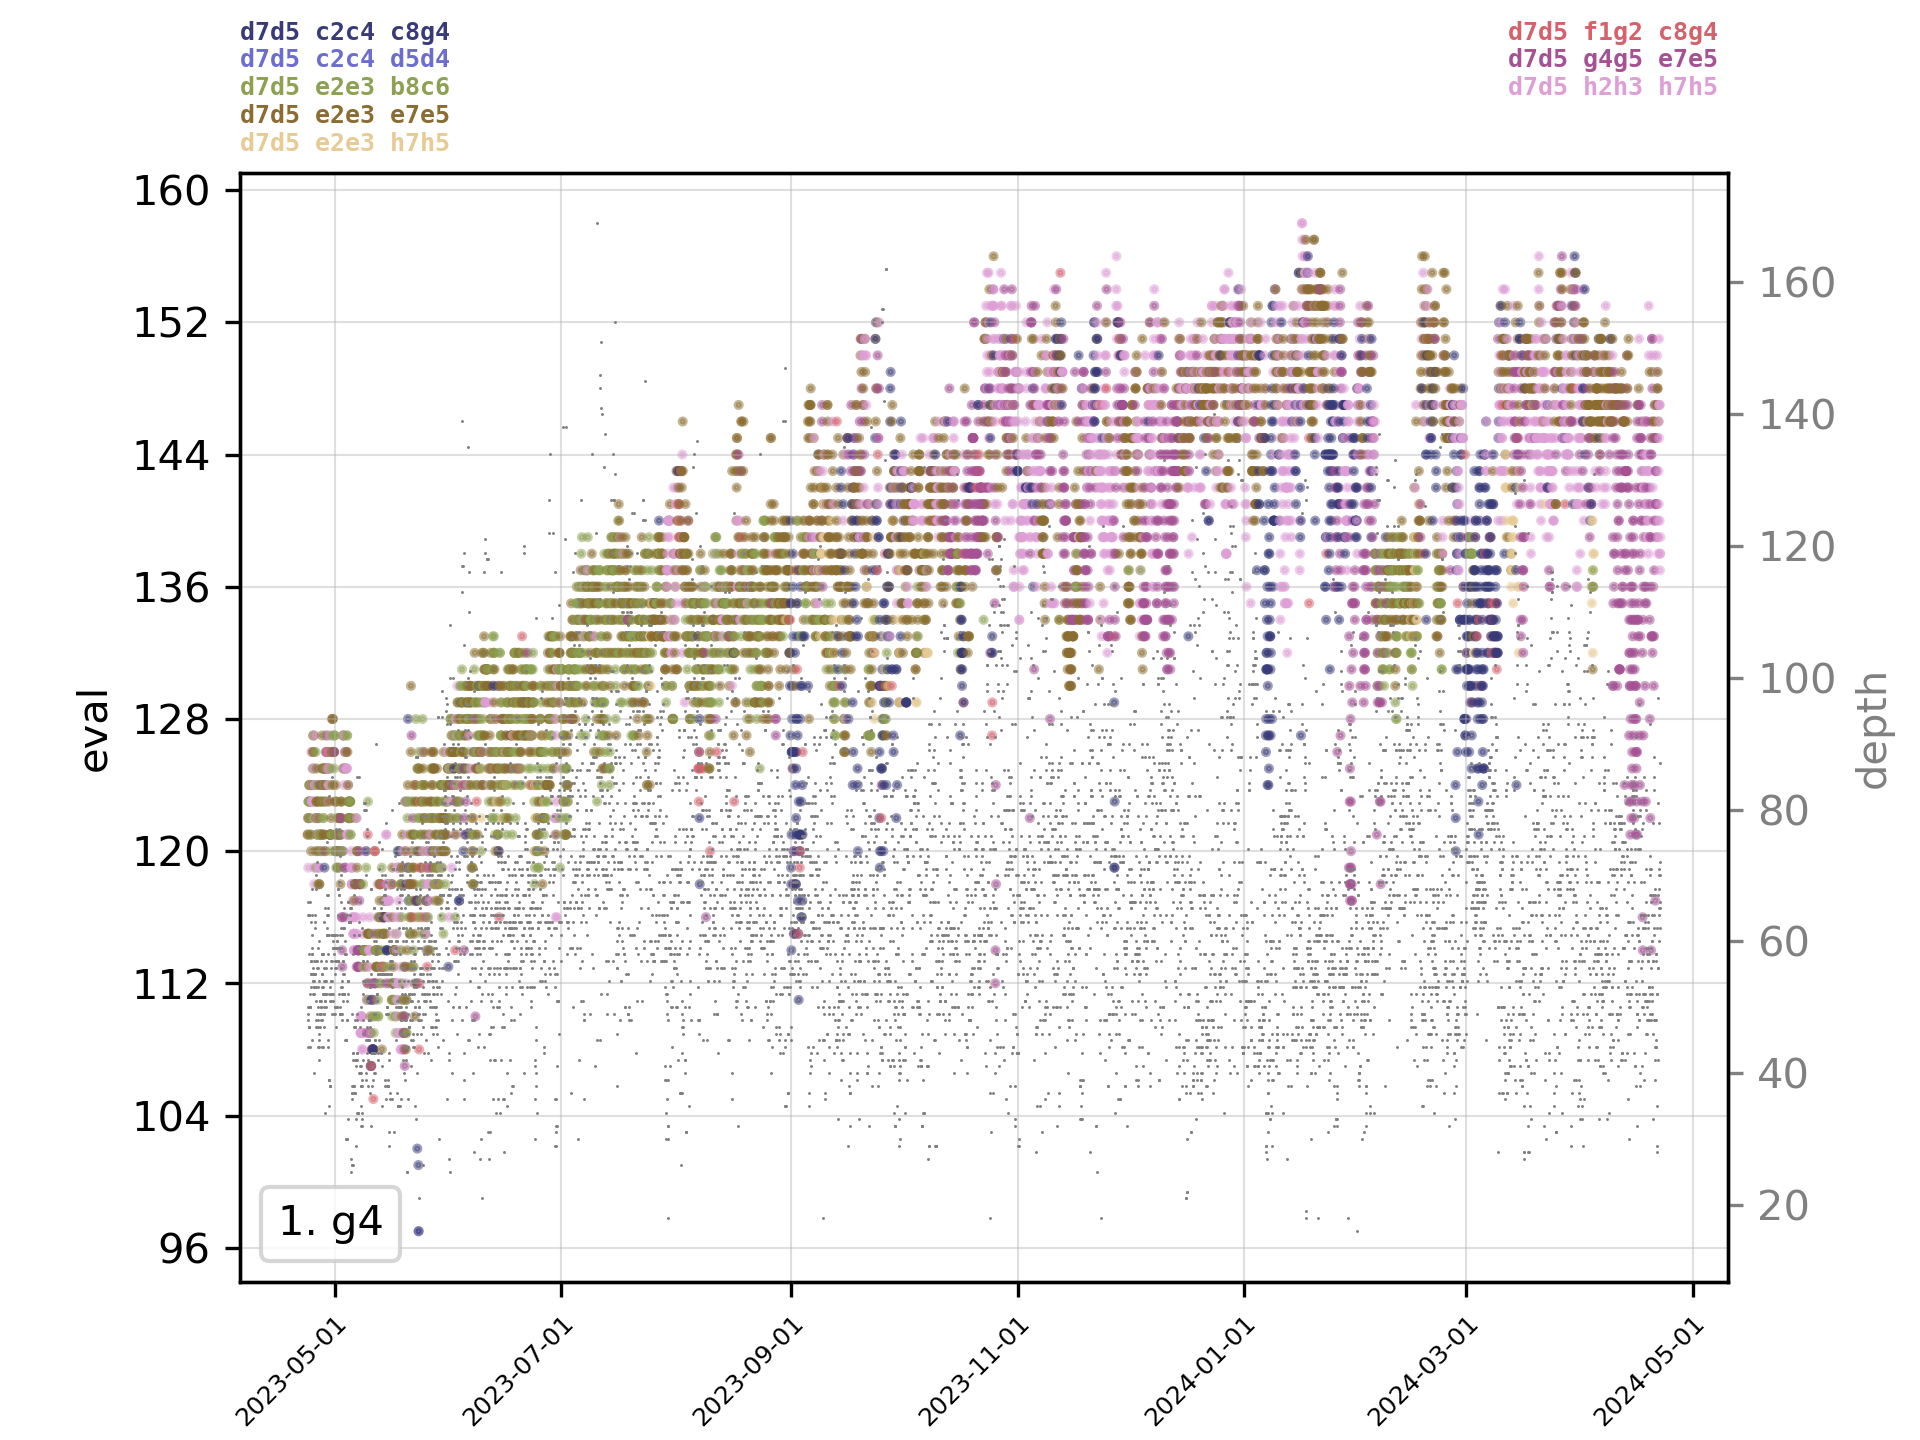 d7d5 c2c4 c8g4
d7d5 c2c4 d5d4
d7d5 e2e3 b8c6
d7d5 e2e3 e7e5
d7d5 e2e3 h7h5
d7d5 f1g2 c8g4
d7d5 g4g5 e7e5
d7d5 h2h3 h7h5
160
152
144
136
128
120
112
104
96
eval
160
140
120
100
80
60
40
20
depth
1. g4
2023-05-01
2023-07-01
2023-09-01
2023-11-01
2024-01-01
2024-03-01
2024-05-01